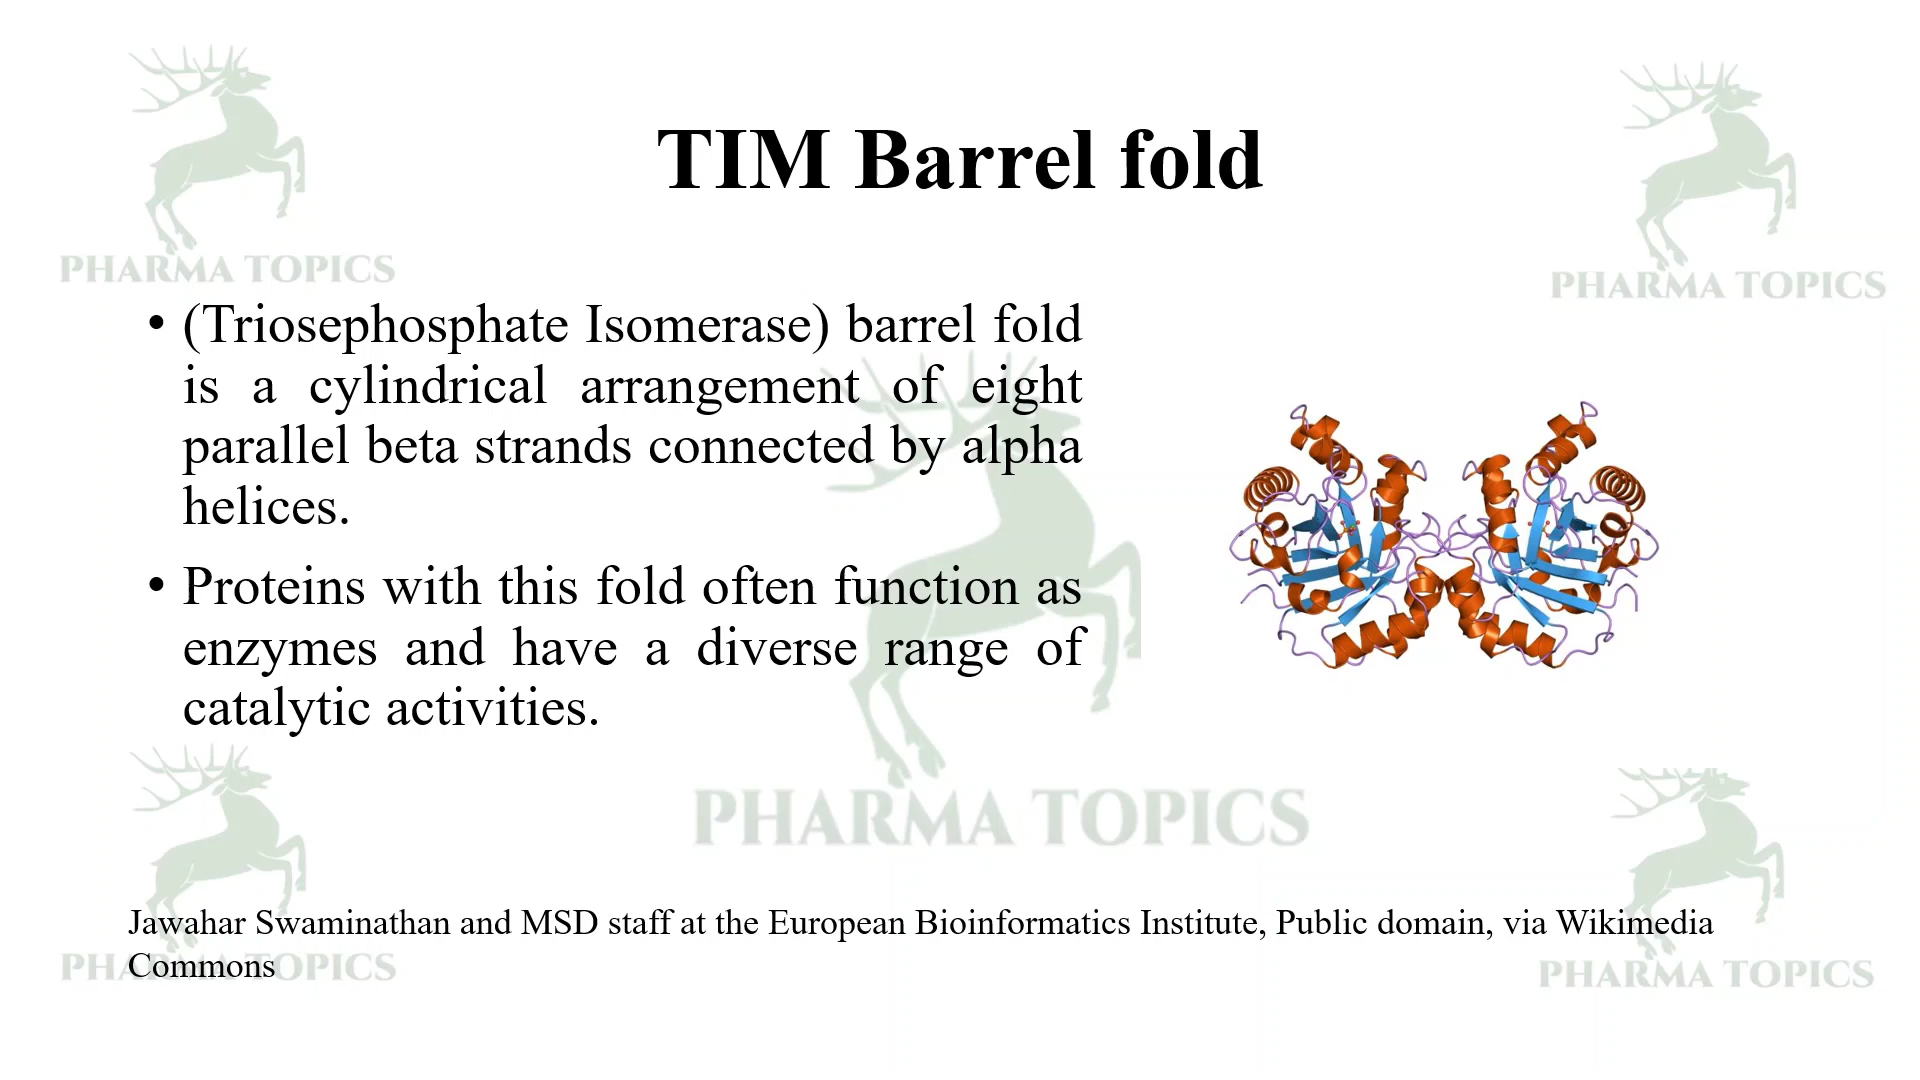 TIM Barrel fold
PHARMA TOPICS
PHARMA TOPICS
• (Triosephosphate Isomerase) barrel fold
is a cylindrical arrangement of eight
parallel beta strands connected by alpha
helices.
• Proteins with this fold often function as
enzymes and have a diverse range of
catalytic activities.
PHARMA TOPICS
Jawahar Swaminathan and MSD staff at the European Bioinformatics Institute, Public domain, via Wikimedia
Commons
PHARMA TOPICS
PHARMA TOPICS